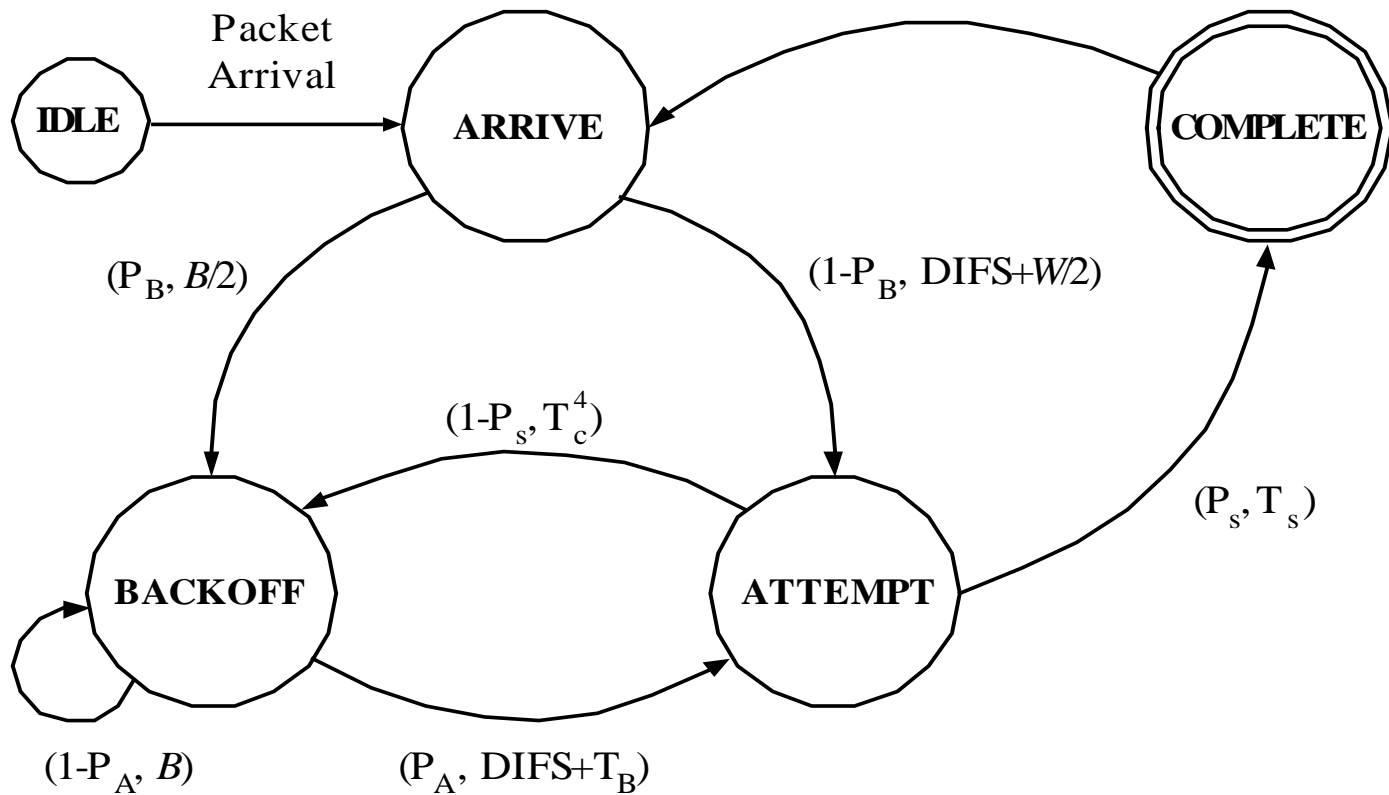 Packet
Arrival
IDLE
ARRIVE
COMPLETE
(P_B, B/2)
(1-P_B, DIFS+W/2)
(1-P_s, T_c^4)
(P_s, T_s)
BACKOFF
ATTEMPT
(1-P_A, B)
(P_A, DIFS+T_B)